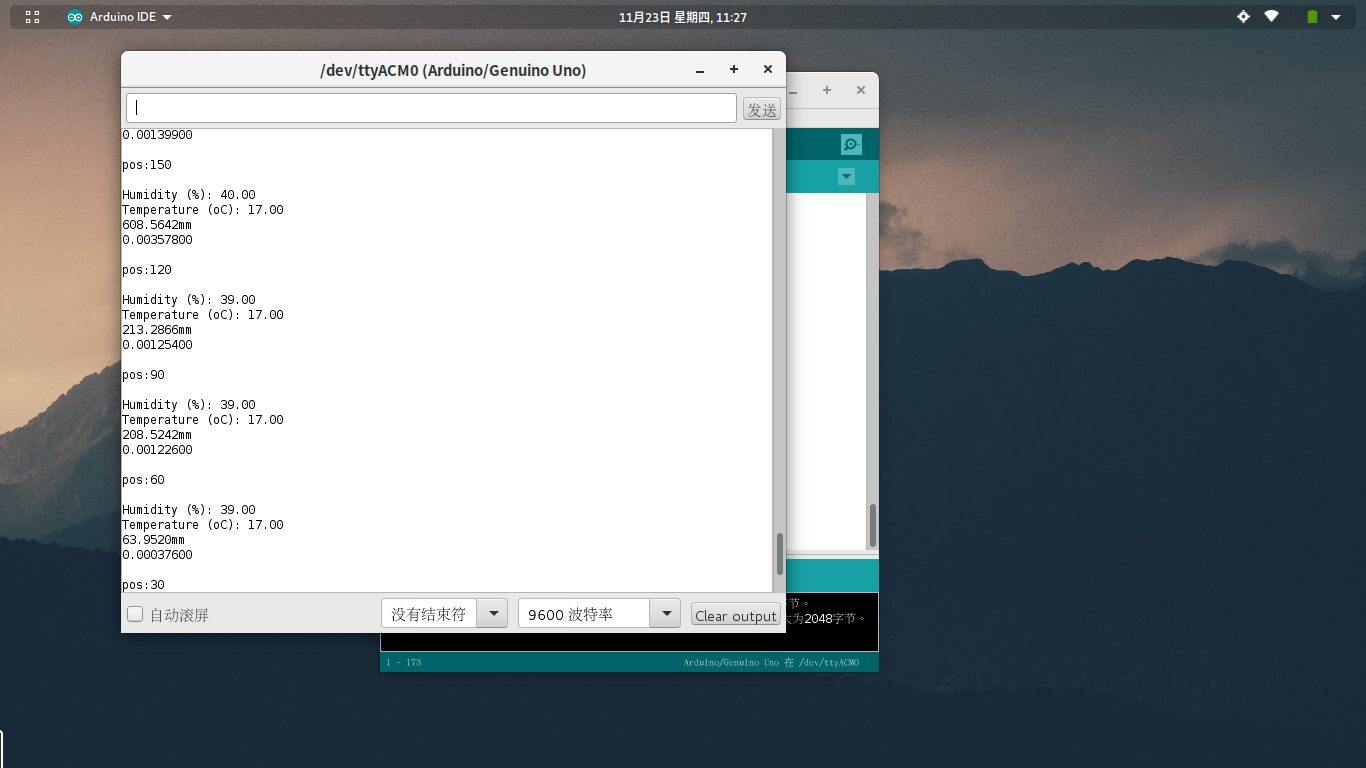 Arduino IDE
11月23日 星期四, 11:27
/dev/ttyACM0 (Arduino/Genuino Uno)
发送
0.00139900
pos:150
Humidity (%): 40.00
Temperature (oC): 17.00
608.5642mm
0.00357800
pos:120
Humidity (%): 39.00
Temperature (oC): 17.00
213.2866mm
0.00125400
pos:90
Humidity (%): 39.00
Temperature (oC): 17.00
208.5242mm
0.00122600
pos:60
Humidity (%): 39.00
Temperature (oC): 17.00
63.9520mm
0.00037600
pos:30
自动滚屏
没有结束符
9600 波特率
Clear output
字节。
大为2048字节。
1 - 173
Arduino/Genuino Uno 在 /dev/ttyACM0